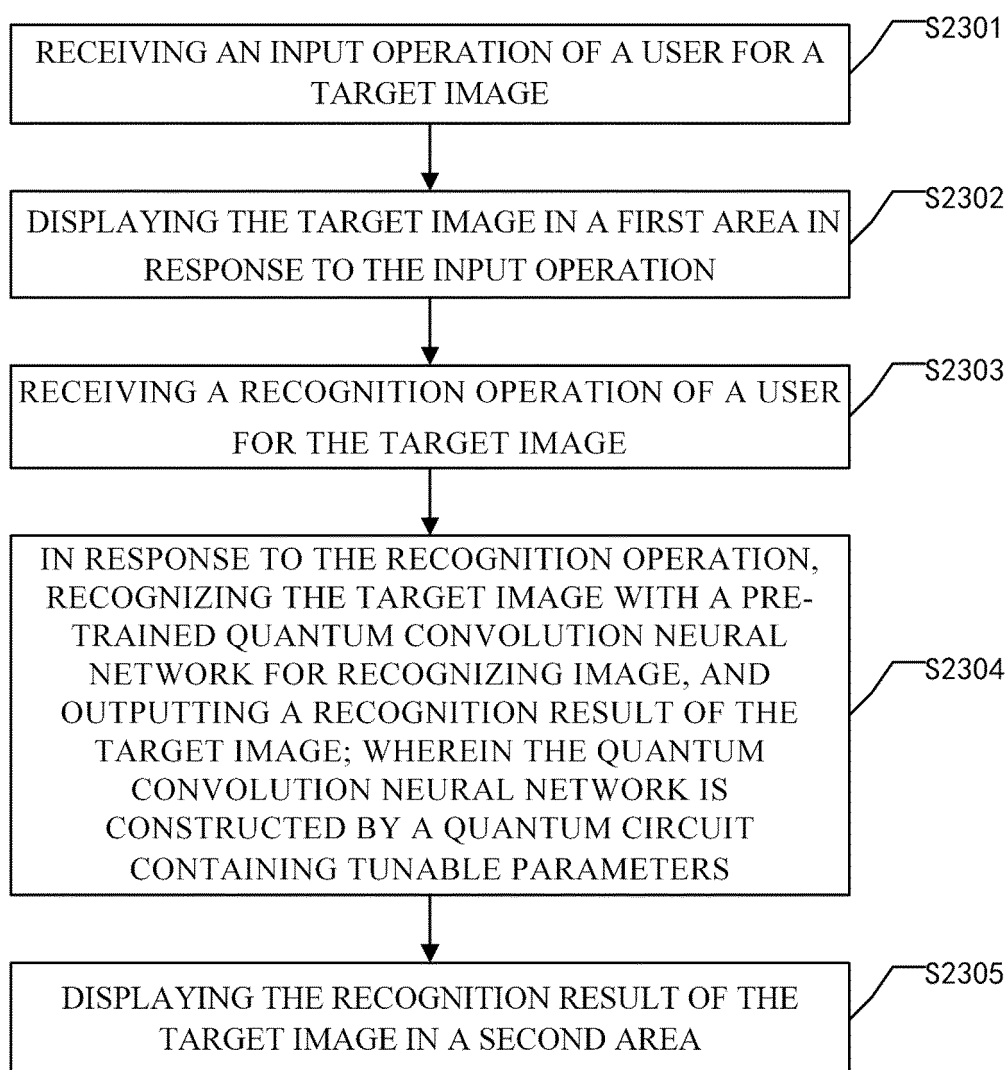 S2301
RECEIVING AN INPUT OPERATION OF A USER FOR A
TARGET IMAGE
S2302
DISPLAYING THE TARGET IMAGE IN A FIRST AREA IN
RESPONSE TO THE INPUT OPERATION
S2303
RECEIVING A RECOGNITION OPERATION OF A USER
FOR THE TARGET IMAGE
IN RESPONSE TO THE RECOGNITION OPERATION,
RECOGNIZING THE TARGET IMAGE WITH A PRE-
TRAINED QUANTUM CONVOLUTION NEURAL
NETWORK FOR RECOGNIZING IMAGE, AND
S2304
OUTPUTTING A RECOGNITION RESULT OF THE
TARGET IMAGE; WHEREIN THE QUANTUM
CONVOLUTION NEURAL NETWORK IS
CONSTRUCTED BY A QUANTUM CIRCUIT
CONTAINING TUNABLE PARAMETERS
S2305
DISPLAYING THE RECOGNITION RESULT OF THE
TARGET IMAGE IN A SECOND AREA